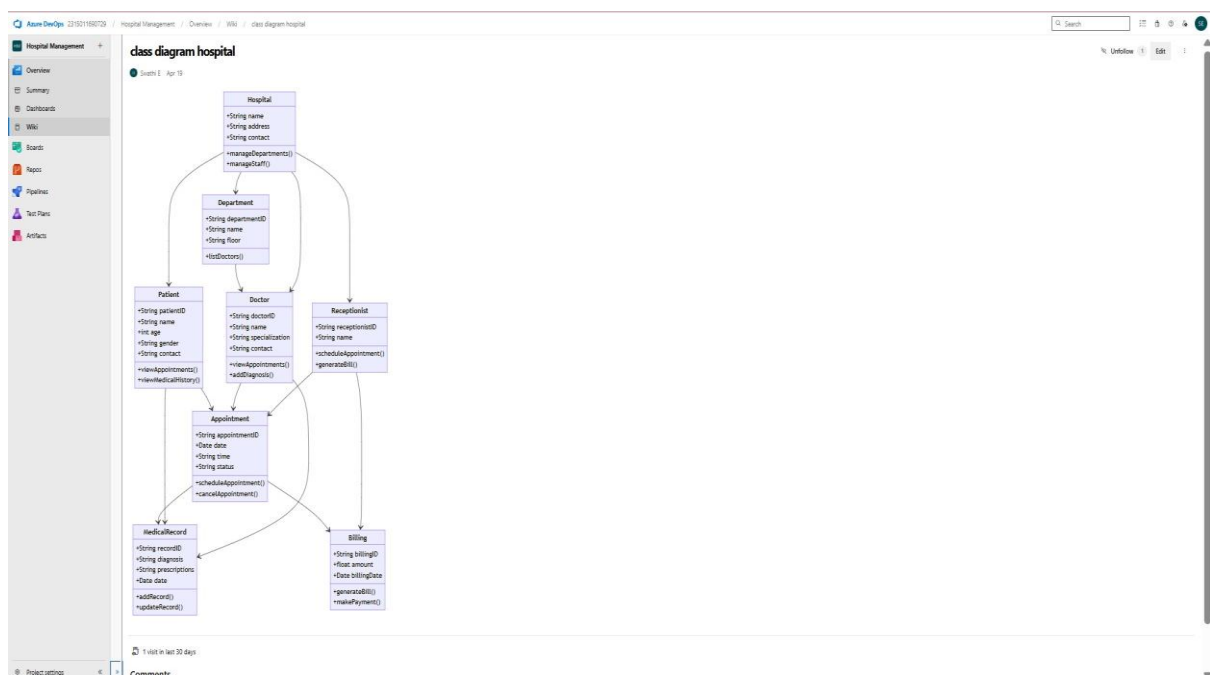 Azure DevOps 2315011690729 / Hospital Management / Overview / Wiki / class diagram hospital
Search
Hospital Management +
Overview
Summary
Dashboards
Wiki
Boards
Repos
Pipelines
Test Plans
Artifacts
Project settings
class diagram hospital
Unfollow 1 Edit
Swathi E Apr 19
Hospital
+String name
+String address
+String contact
+manageDepartments()
+manageStaff()
Department
+String departmentID
+String name
+String floor
+listDoctors()
Patient
+String patientID
+String name
+int age
+String gender
+String contact
+viewAppointments()
+viewMedicalHistory()
Doctor
+String doctorID
+String name
+String specialization
+String contact
+viewAppointments()
+addDiagnosis()
Receptionist
+String receptionistID
+String name
+scheduleAppointment()
+generateBill()
Appointment
+String appointmentID
+Date date
+String time
+String status
+scheduleAppointment()
+cancelAppointment()
MedicalRecord
+String recordID
+String diagnosis
+String prescriptions
+Date date
+addRecord()
+updateRecord()
Billing
+String billingID
+float amount
+Date billingDate
+generateBill()
+makePayment()
1 visit in last 30 days
Comments